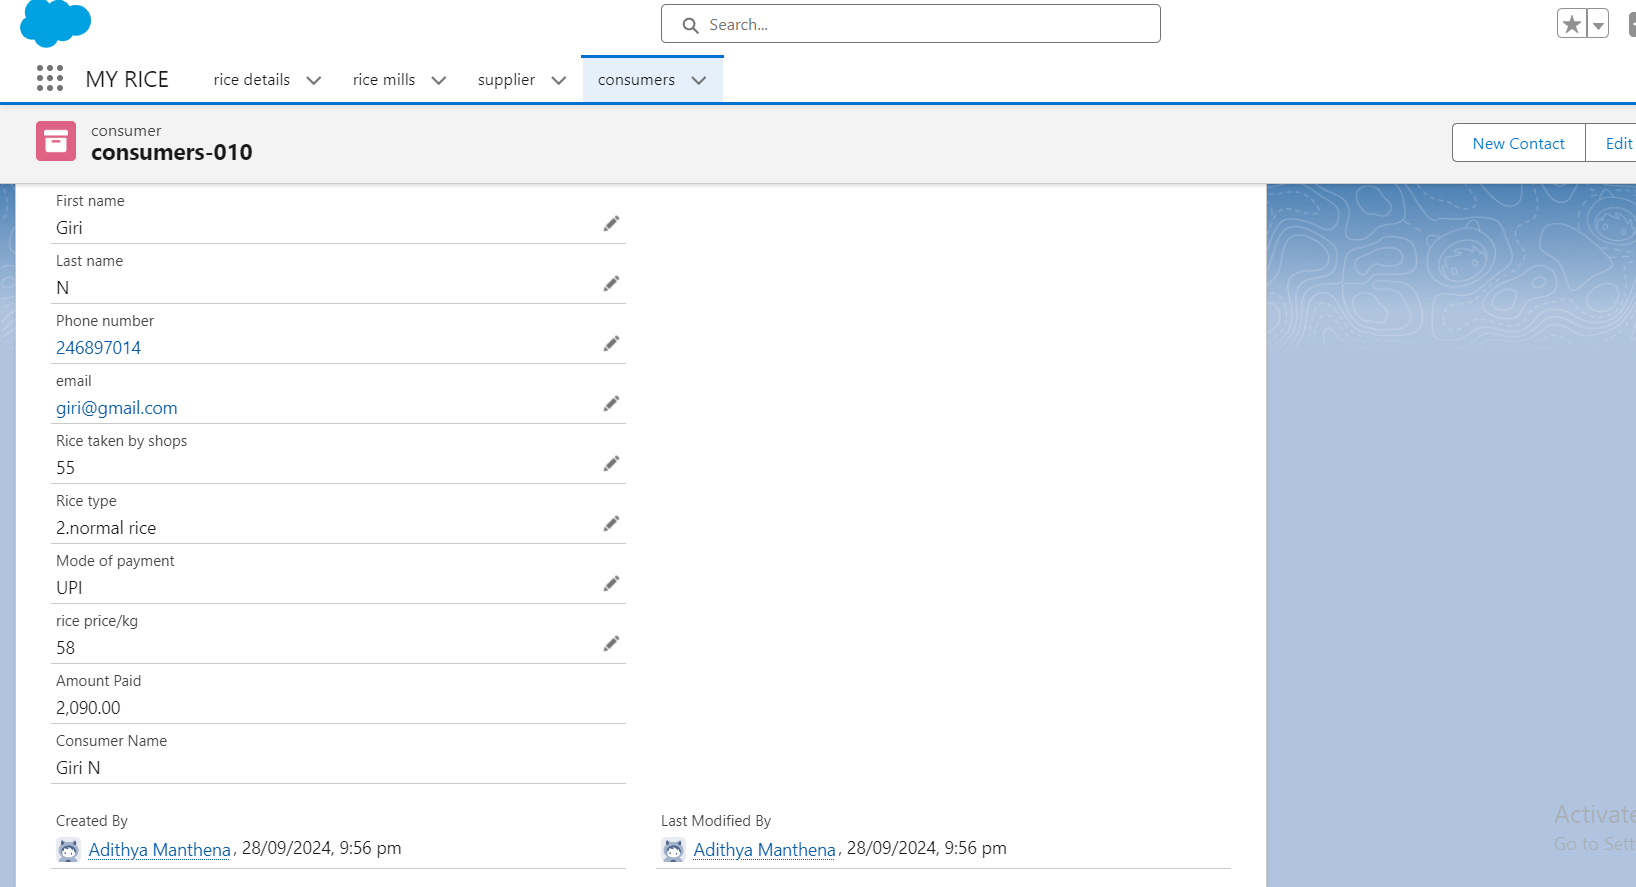 Search...
MY RICE
rice details
rice mills
supplier
consumers
consumer
consumers-010
New Contact
Edit
First name
Giri
Last name
N
Phone number
246897014
email
giri@gmail.com
Rice taken by shops
55
Rice type
2.normal rice
Mode of payment
UPI
rice price/kg
58
Amount Paid
2,090.00
Consumer Name
Giri N
Created By
Adithya Manthena, 28/09/2024, 9:56 pm
Last Modified By
Adithya Manthena, 28/09/2024, 9:56 pm
Activate
Go to Sett